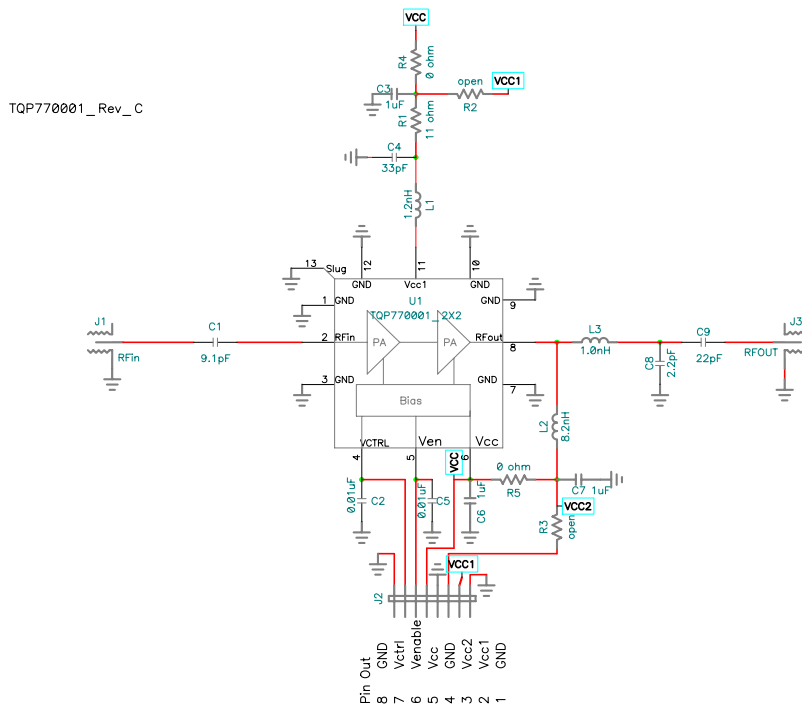 VCC
R4
0 ohm
open
VCC1
C3
1uF
R2
TQP770001_Rev_C
R1
11 ohm
C4
33pF
1.2nH
L1
13
Slug
12
11
10
GND
Vcc1
GND
1
GND
U1
GND
9
TQP770001_2X2
J1
C1
2
RFin
PA
PA
RFout
8
L3
C9
J3
RFin
9.1pF
1.0nH
C8
2.2pF
22pF
RFOUT
3
GND
GND
7
Bias
L2
8.2nH
VCTRL
Ven
Vcc
4
5
6
VCC
0 ohm
R5
C7
1uF
0.01uF
C2
0.01uF
C5
1uF
C6
VCC2
R3
open
VCC1
J2
Pin Out
8 GND
7 Vctrl
6 Venable
5 Vcc
4 GND
3 Vcc2
2 Vcc1
1 GND